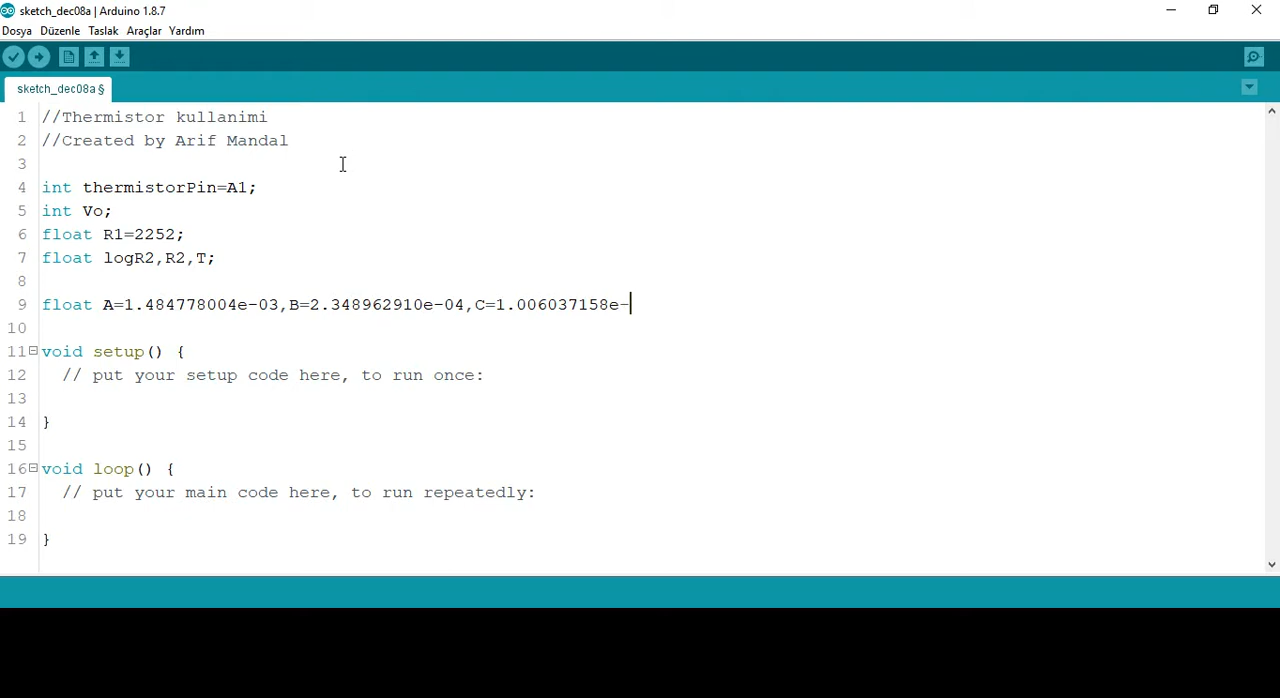 sketch_dec08a | Arduino 1.8.7
Dosya Düzenle Taslak Araçlar Yardım
sketch_dec08a §
1 //Thermistor kullanimi
2 //Created by Arif Mandal
3
4 int thermistorPin=A1;
5 int Vo;
6 float R1=2252;
7 float logR2,R2,T;
8
9 float A=1.484778004e-03,B=2.348962910e-04,C=1.006037158e-
10
11 void setup() {
12 // put your setup code here, to run once:
13
14 }
15
16 void loop() {
17 // put your main code here, to run repeatedly:
18
19 }